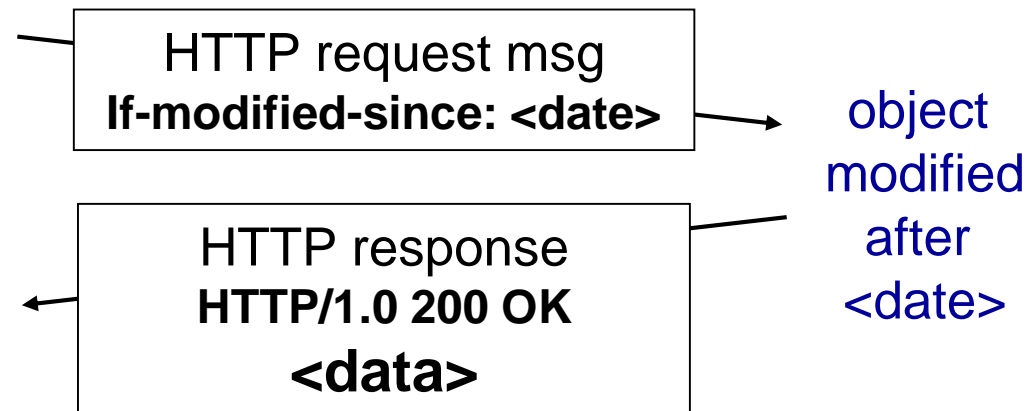 HTTP request msg
If-modified-since: <date>
object
modified
after
<date>
HTTP response
HTTP/1.0 200 OK
<data>